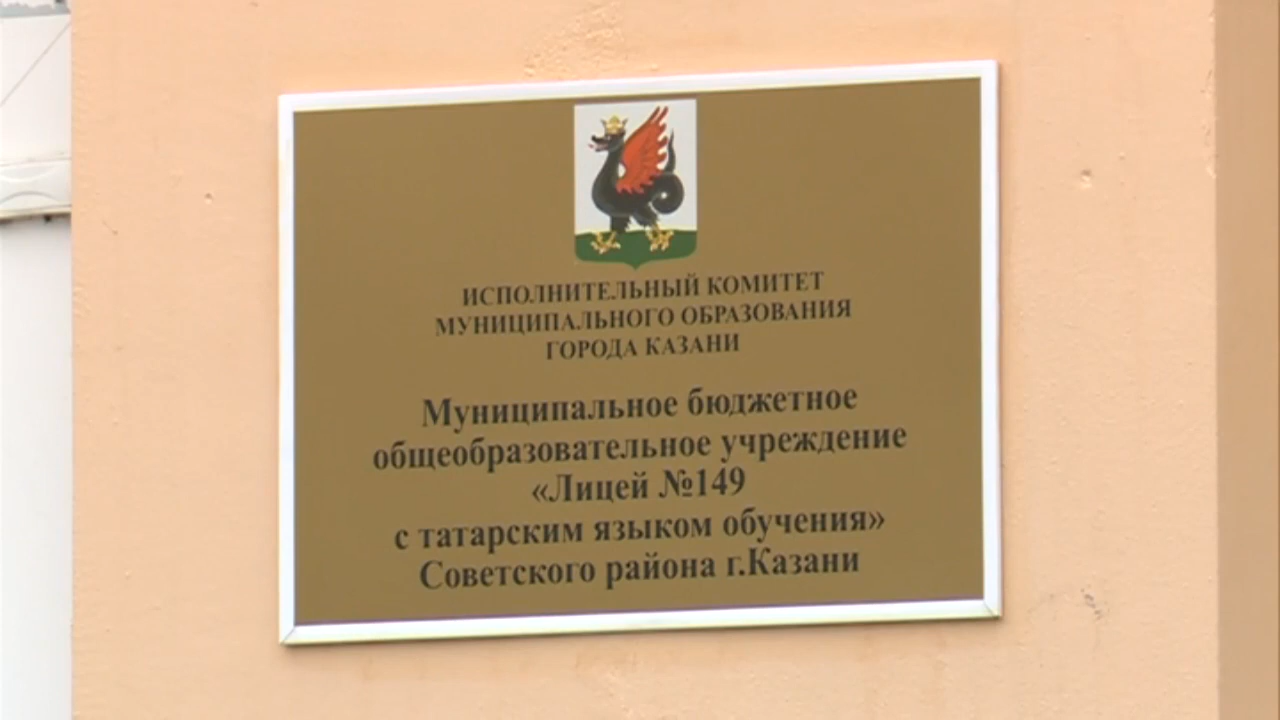 ИСПОЛНИТЕЛЬНЫЙ КОМИТЕТ
МУНИЦИПАЛЬНОГО ОБРАЗОВАНИЯ
ГОРОДА КАЗАНИ
Муниципальное бюджетное
общеобразовательное учреждение
«Лицей №149
с татарским языком обучения»
Советского района г.Казани